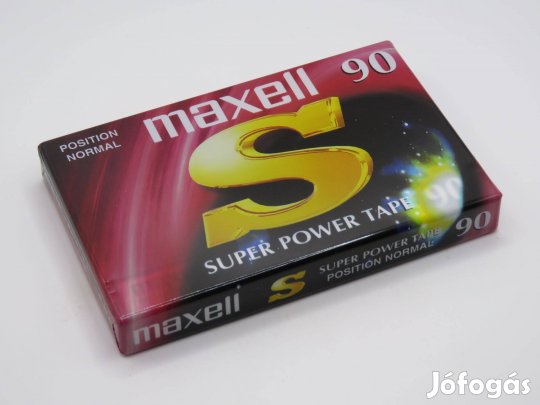 maxell 90
POSITION
NORMAL
S
SUPER POWER TAPE 90
maxell S SUPER POWER TAPE 90
POSITION NORMAL
Jófogás